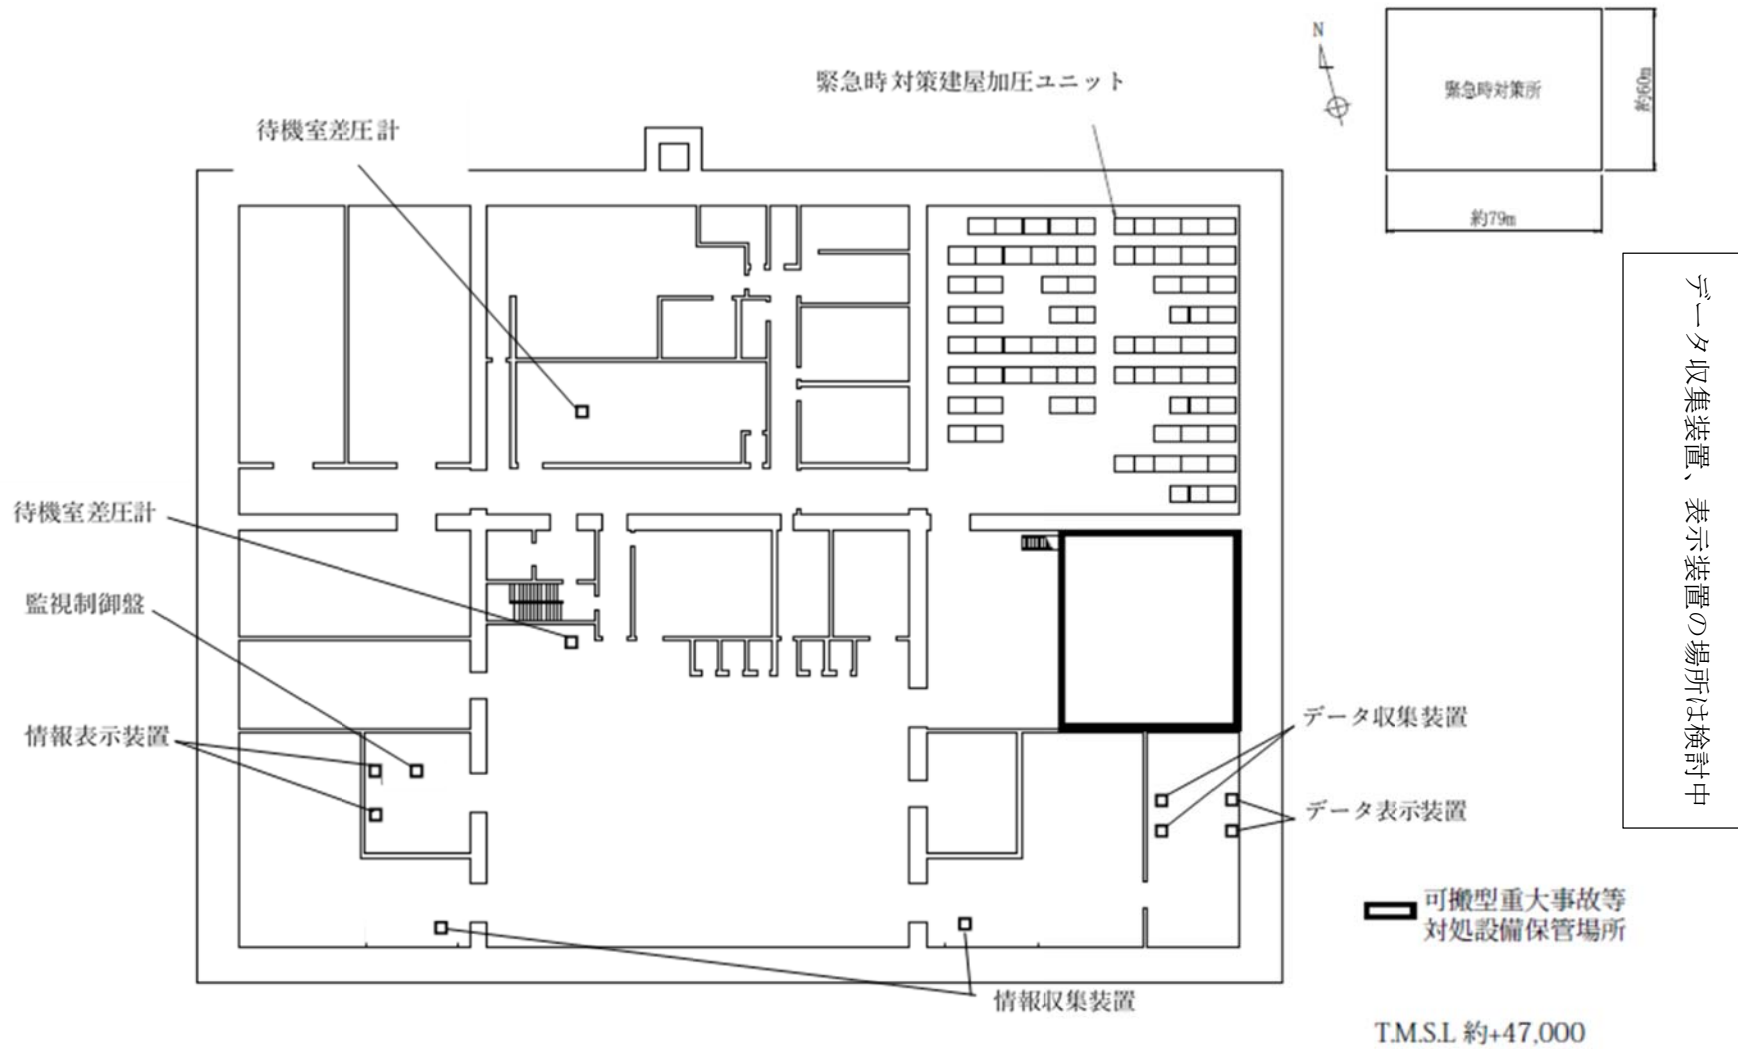 N
緊急時対策所
約60m
約79m
緊急時対策建屋加圧ユニット
待機室差圧計
待機室差圧計
監視制御盤
情報表示装置
データ収集装置
データ表示装置
情報収集装置
データ収集装置、表示装置の場所は検討中
可搬型重大事故等
対処設備保管場所
T.M.S.L 約+47,000